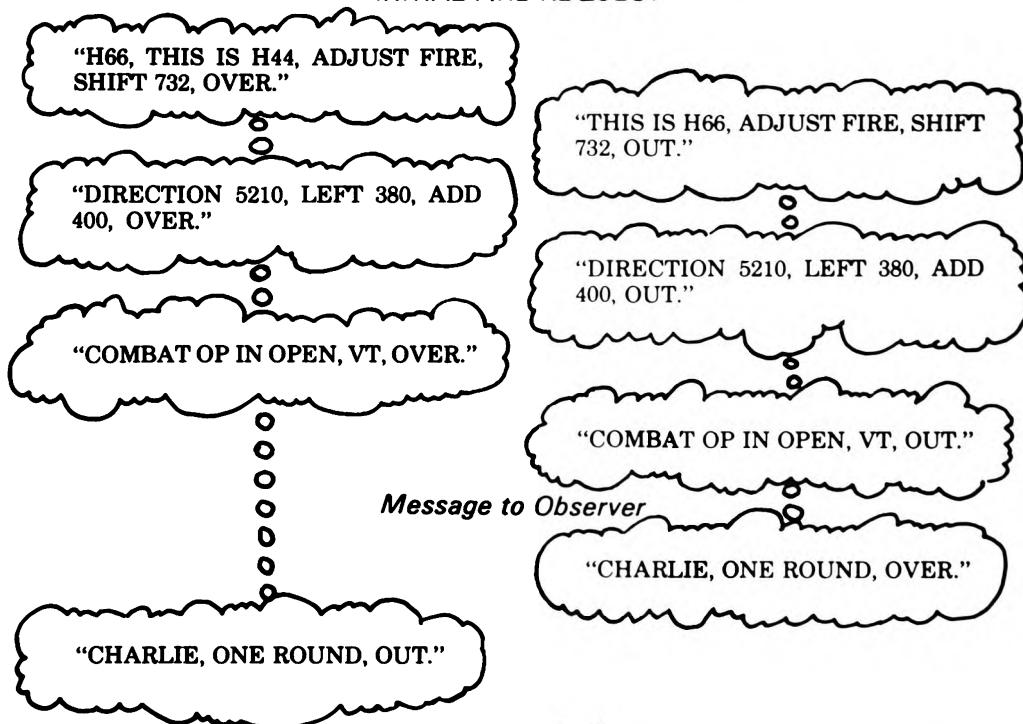 “H66, THIS IS H44, ADJUST FIRE,
SHIFT 732, OVER.”
“THIS IS H66, ADJUST FIRE, SHIFT
732, OUT.”
“DIRECTION 5210, LEFT 380, ADD
400, OVER.”
“DIRECTION 5210, LEFT 380, ADD
400, OUT.”
“COMBAT OP IN OPEN, VT, OVER.”
“COMBAT OP IN OPEN, VT, OUT.”
Message to Observer
“CHARLIE, ONE ROUND, OVER.”
“CHARLIE, ONE ROUND, OUT.”